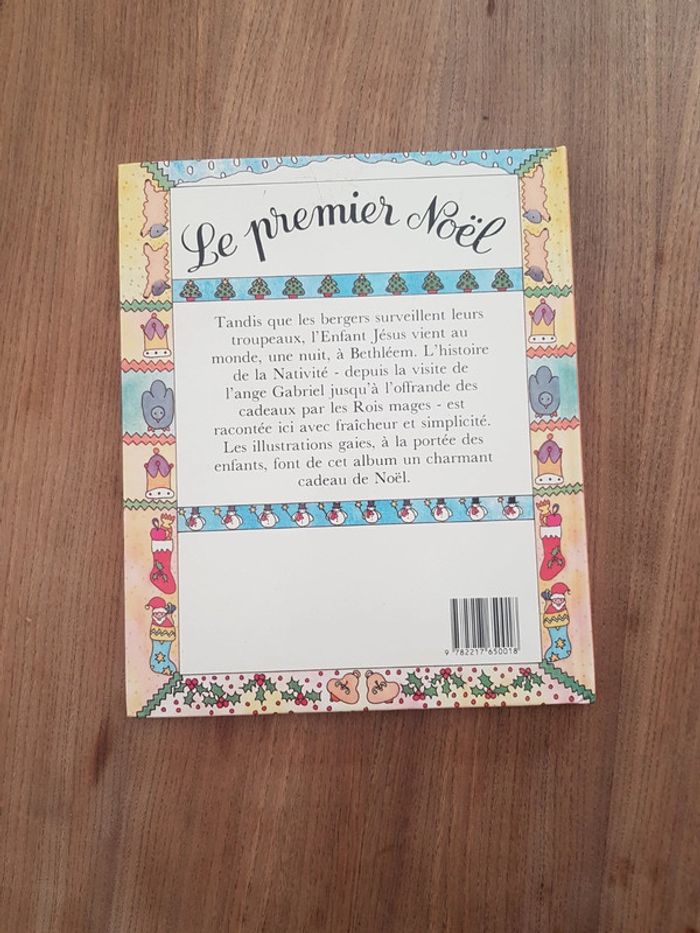 Le premier Noël
Tandis que les bergers surveillent leurs
troupeaux, l'Enfant Jésus vient au
monde, une nuit, à Bethléem. L'histoire
de la Nativité - depuis la visite de
l'ange Gabriel jusqu'à l'offrande des
cadeaux par les Rois mages - est
racontée ici avec fraîcheur et simplicité.
Les illustrations gaies, à la portée des
enfants, font de cet album un charmant
cadeau de Noël.
9 782217 650018